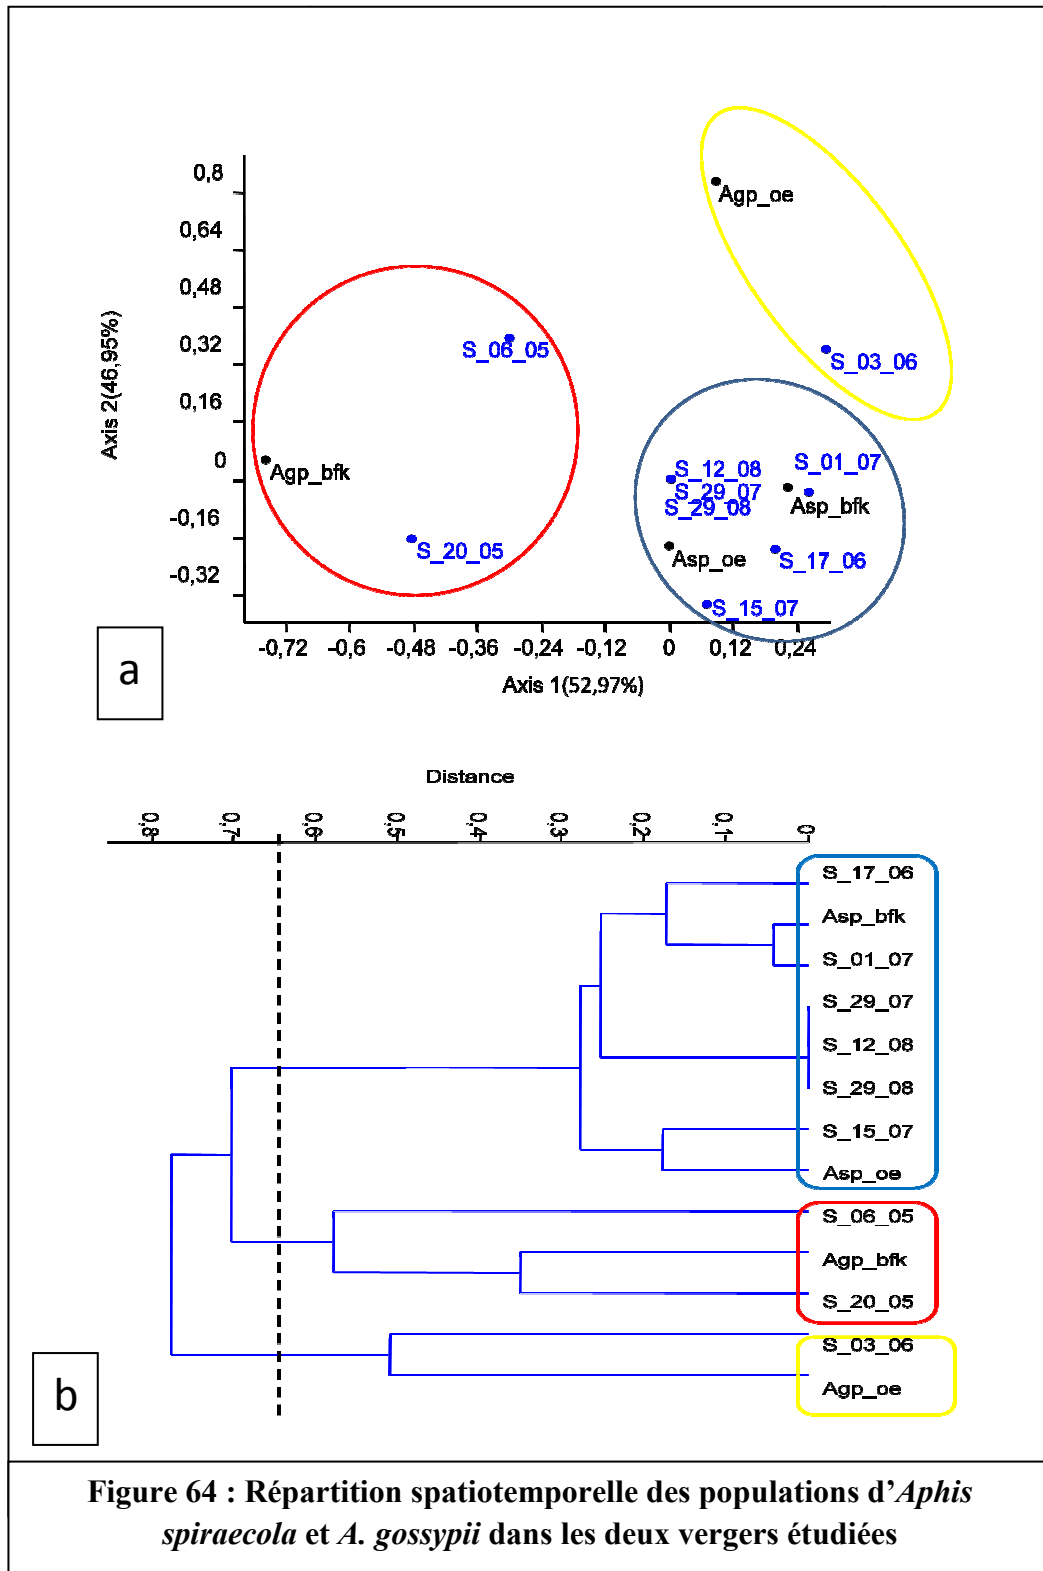 0,8
0,64
0,48
0,32
0,16
0
-0,16
-0,32
Axis 2(46,95%)
Agp_oe
S_03_06
S_06_05
Agp_bfk
S_20_05
S_12_08
S_29_07
S_29_08
S_01_07
Asp_bfk
Asp_oe
S_17_06
S_15_07
-0,72 -0,6 -0,48 -0,36 -0,24 -0,12 0 0,12 0,24
Axis 1(52,97%)
a
Distance
0,8 0,7 0,6 0,5 0,4 0,3 0,2 0,1 0
S_17_06
Asp_bfk
S_01_07
S_29_07
S_12_08
S_29_08
S_15_07
Asp_oe
S_06_05
Agp_bfk
S_20_05
S_03_06
Agp_oe
b
Figure 64 : Répartition spatiotemporelle des populations d’Aphis
spiraecola et A. gossypii dans les deux vergers étudiées